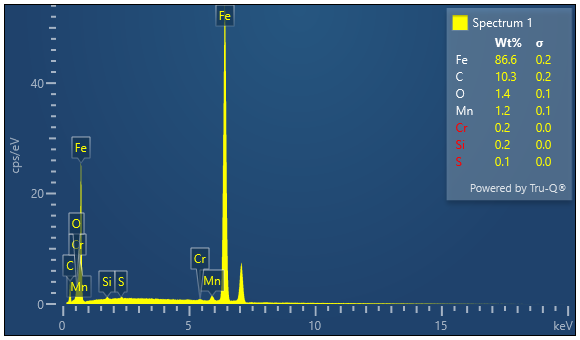 Fe
Spectrum 1
Wt% σ
Fe 86.6 0.2
C 10.3 0.2
O 1.4 0.1
Mn 1.2 0.1
Cr 0.2 0.0
Si 0.2 0.0
S 0.1 0.0
Powered by Tru-Q®
cps/eV
40
20
0
Fe
O
Cr
C
Mn
Si
S
Cr
Mn
0 5 10 15 keV